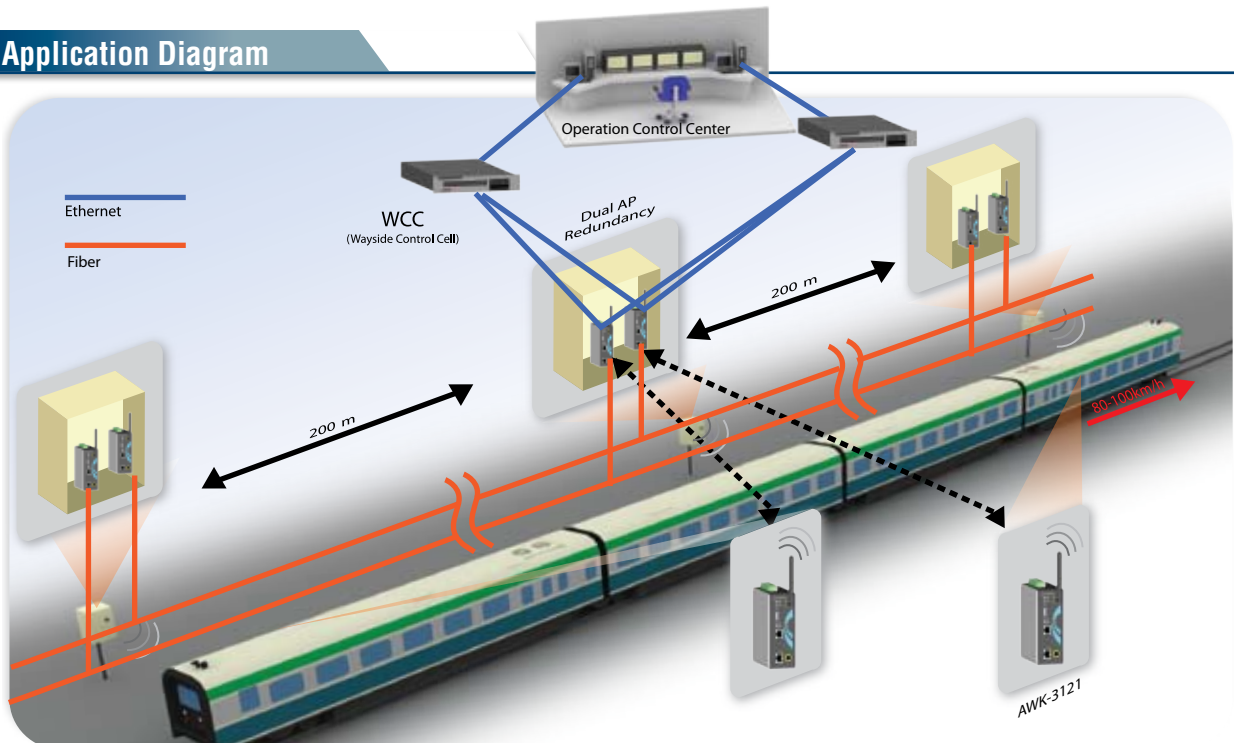 Application Diagram
Operation Control Center
Ethernet
Fiber
WCC
(Wayside Control Cell)
Dual AP
Redundancy
200 m
200 m
80-100km/h
AWK-3121